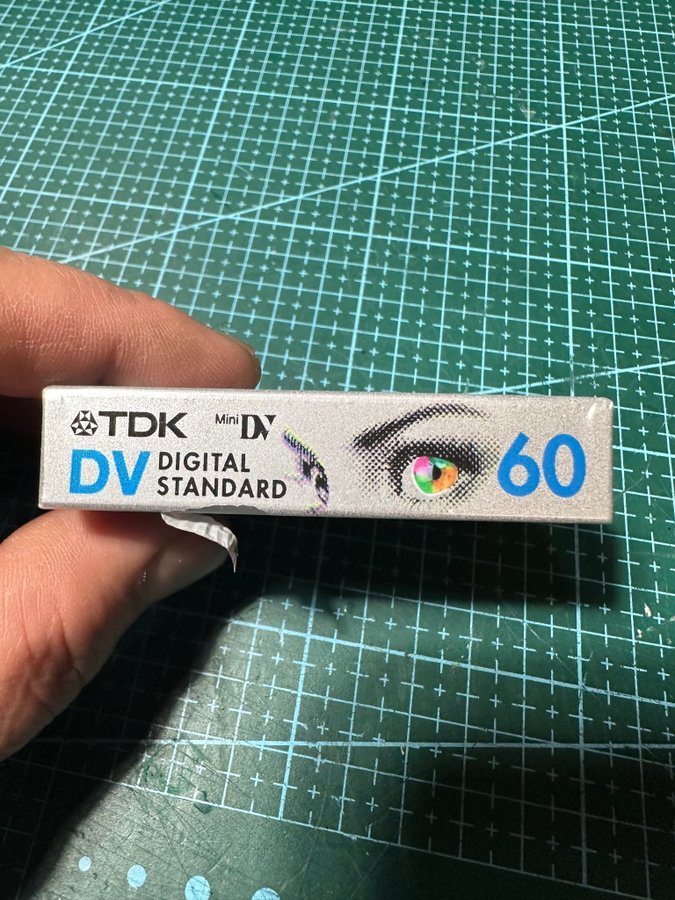 TDK
Mini DV
DV DIGITAL
STANDARD
60